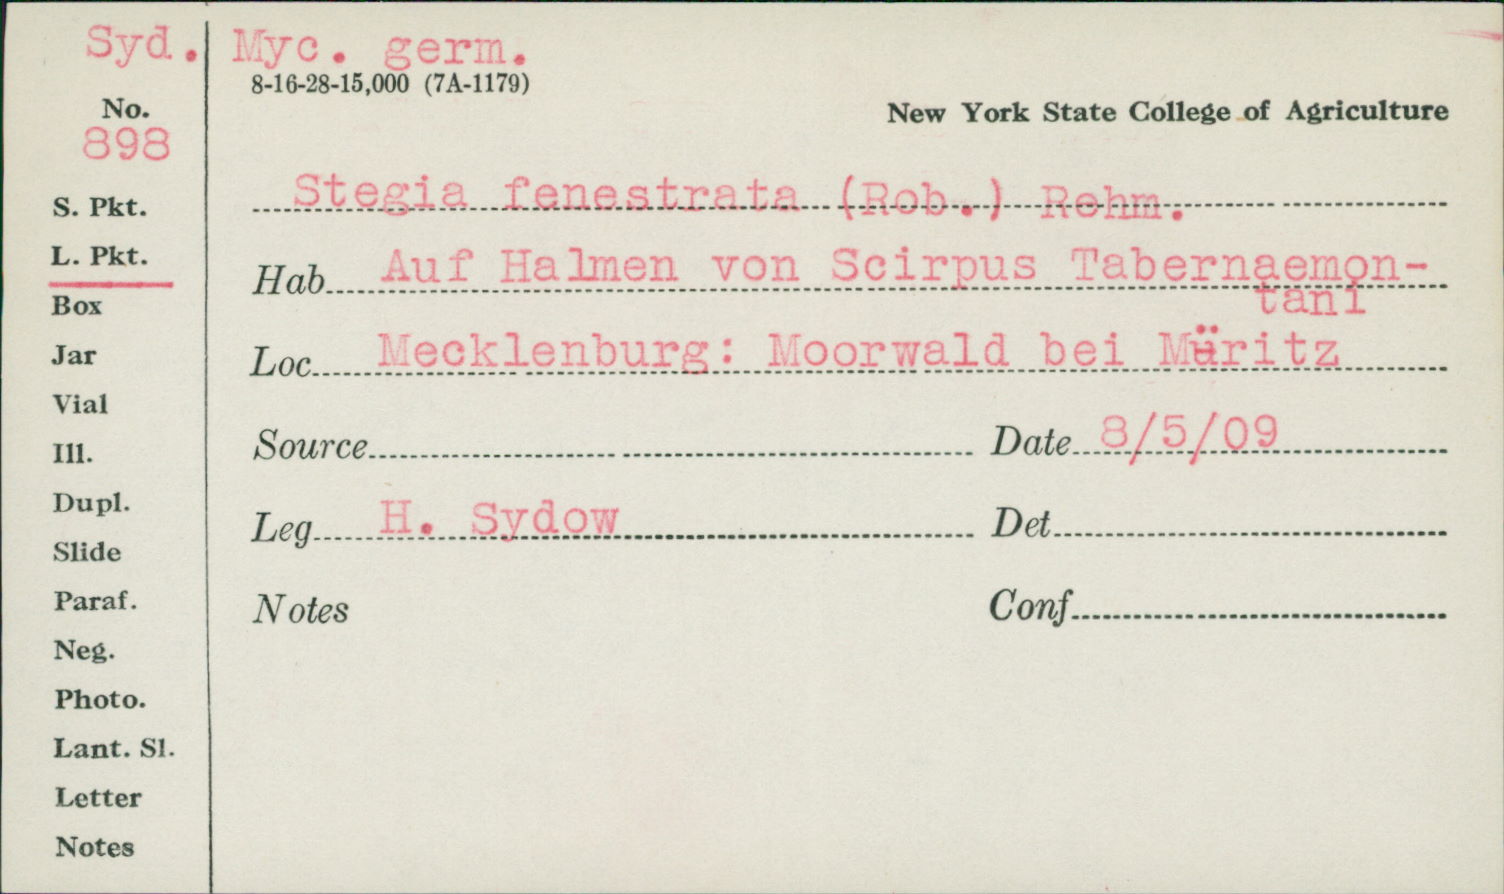 Syd. Myc. germ.
8-16-28-15,000 (7A-1179)
New York State College of Agriculture
No.
898
Stegia fenestrata (Rob.) Rehm.
S. Pkt.
L. Pkt.
Hab Auf Halmen von Scirpus Tabernaemon-
tani
Box
Jar
Loc Mecklenburg: Moorwald bei Müritz
Vial
Ill.
Source Date 8/5/09
Dupl.
Leg H. Sydow Det
Slide
Paraf.
Notes Conf
Neg.
Photo.
Lant. Sl.
Letter
Notes